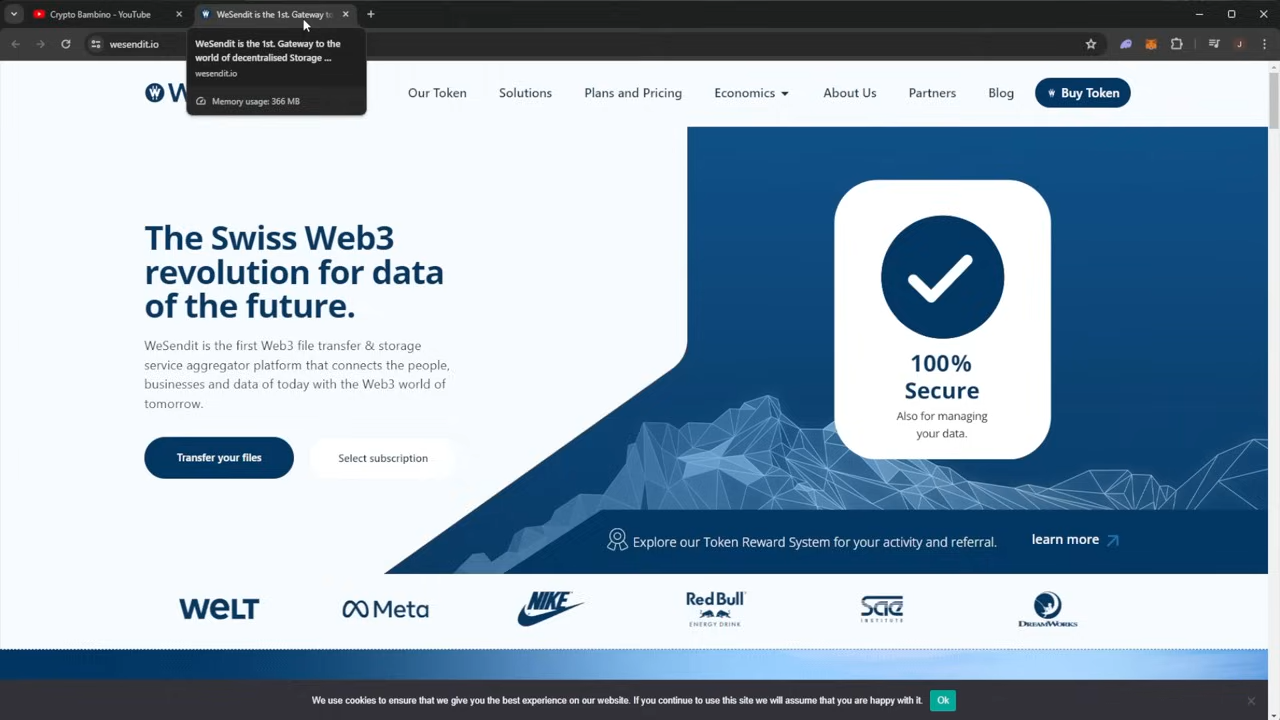 Crypto Bambino - YouTube
WeSendit is the 1st. Gateway to
wesendit.io
J
WeSendit is the 1st. Gateway to the
world of decentralised Storage ...
wesendit.io
Memory usage: 366 MB
W
Our Token
Solutions
Plans and Pricing
Economics
About Us
Partners
Blog
Buy Token
The Swiss Web3
revolution for data
of the future.
WeSendit is the first Web3 file transfer & storage
service aggregator platform that connects the people,
businesses and data of today with the Web3 world of
tomorrow.
Transfer your files
Select subscription
100%
Secure
Also for managing
your data.
Explore our Token Reward System for your activity and referral.
learn more
WELT
Meta
NIKE
Red Bull
ENERGY DRINK
sae
INSTITUTE
DREAMWORKS
We use cookies to ensure that we give you the best experience on our website. If you continue to use this site we will assume that you are happy with it.
Ok